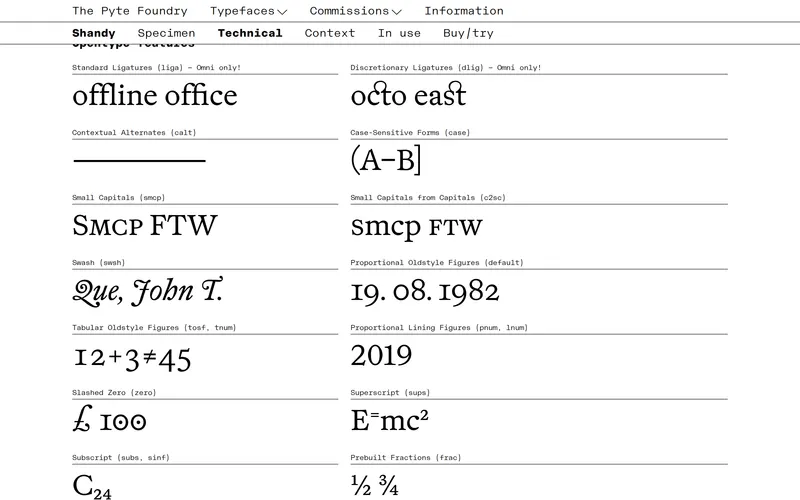 The Pyte Foundry Typefaces Commissions Information
Shandy Specimen Technical Context In use Buy/try
Opentype features
Standard Ligatures (liga) – Omni only!
offline office
Discretionary Ligatures (dlig) – Omni only!
octo east
Contextual Alternates (calt)
Case-Sensitive Forms (case)
(A–B]
Small Capitals (smcp)
Smcp FTW
Small Capitals from Capitals (c2sc)
smcp FTW
Swash (swsh)
Que, John T.
Proportional Oldstyle Figures (default)
19. 08. 1982
Tabular Oldstyle Figures (tosf, tnum)
12+3≠45
Proportional Lining Figures (pnum, lnum)
2019
Slashed Zero (zero)
£ 100
Superscript (sups)
E⁼mc²
Subscript (subs, sinf)
C₂₄
Prebuilt Fractions (frac)
½ ¾